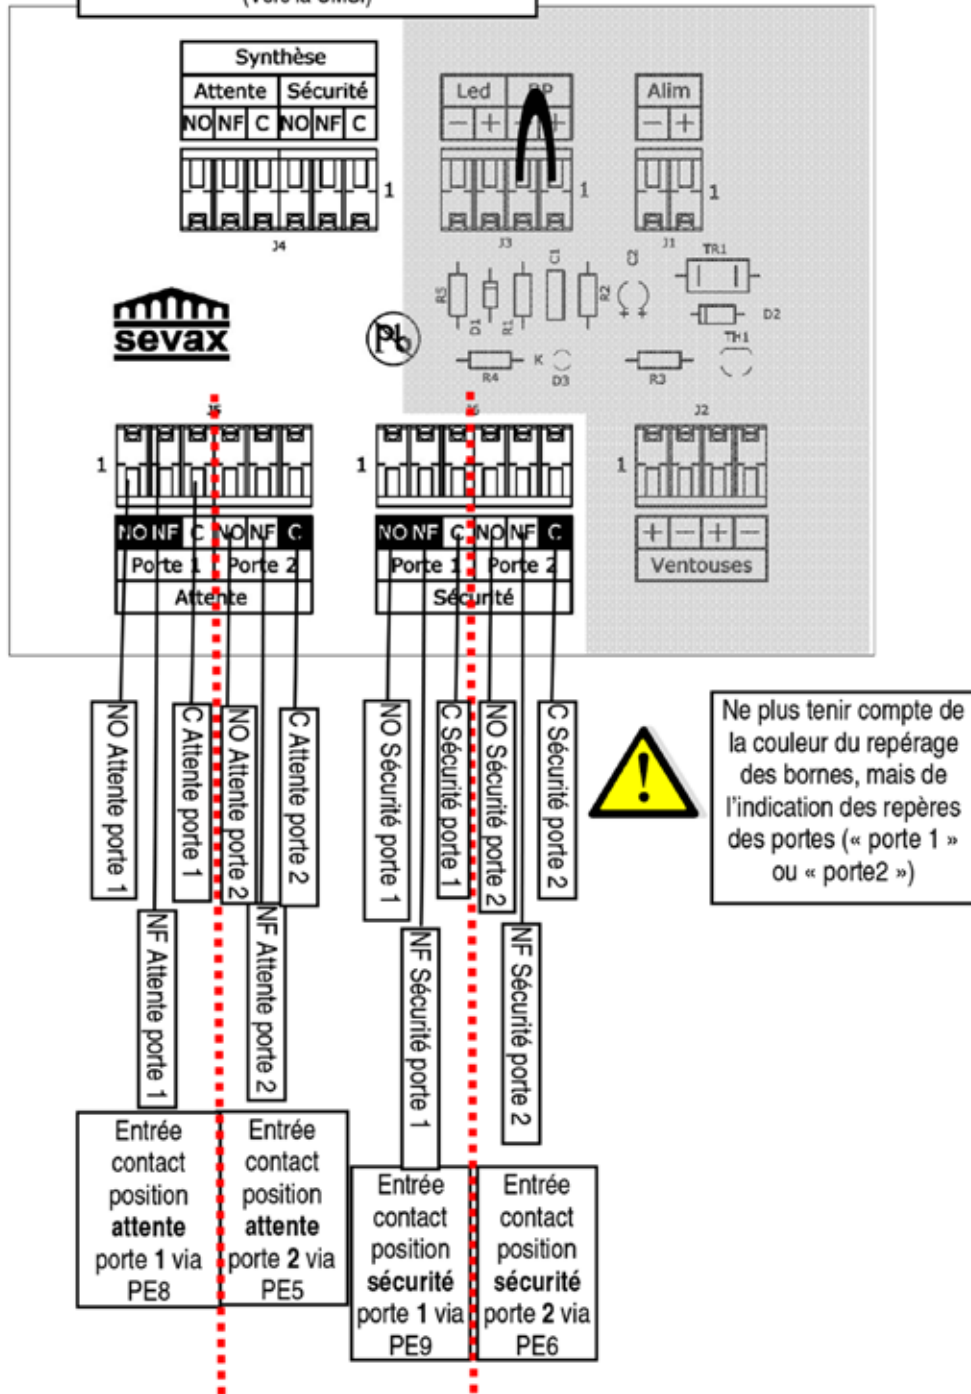 (Vers la CMSI)
Synthèse
Attente Sécurité
NO NF C NO NF C
1
J4
Led BP
− + − +
1
J3
Alim
− +
1
J1
R5
D1
R1
C1
R2
C2
TR1
D2
R4
K
D3
R3
TH1
sevax
Pb
J5
1
NO NF C NO NF C
Porte 1 Porte 2
Attente
J6
1
NO NF C NO NF C
Porte 1 Porte 2
Sécurité
J2
1
+ − + −
Ventouses
NO Attente porte 1
NF Attente porte 1
C Attente porte 1
NO Attente porte 2
NF Attente porte 2
C Attente porte 2
NO Sécurité porte 1
NF Sécurité porte 1
C Sécurité porte 1
NO Sécurité porte 2
NF Sécurité porte 2
C Sécurité porte 2
!
Ne plus tenir compte de
la couleur du repérage
des bornes, mais de
l'indication des repères
des portes (« porte 1 »
ou « porte2 »)
Entrée
contact
position
attente
porte 1 via
PE8
Entrée
contact
position
attente
porte 2 via
PE5
Entrée
contact
position
sécurité
porte 1 via
PE9
Entrée
contact
position
sécurité
porte 2 via
PE6